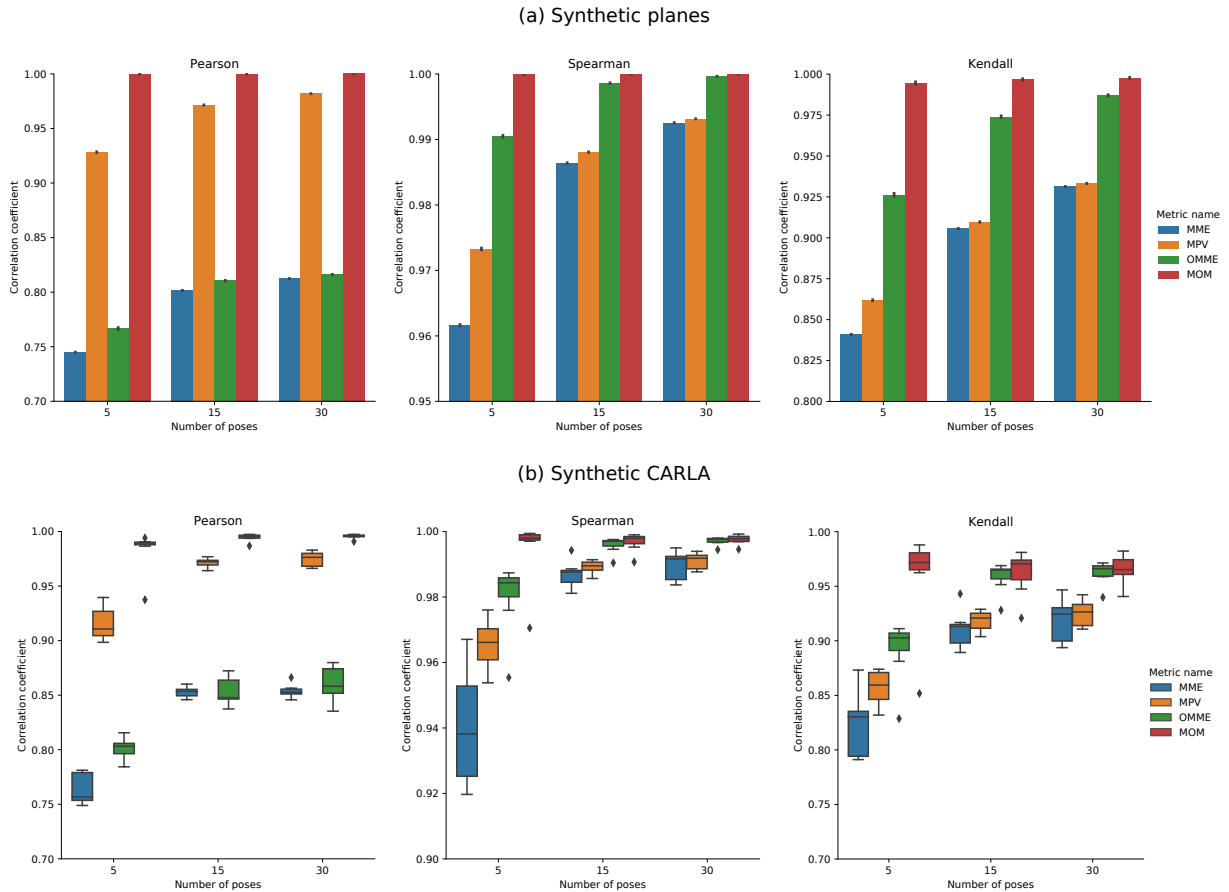 (a) Synthetic planes
Pearson
Correlation coefficient
1.00
0.95
0.90
0.85
0.80
0.75
0.70
5
15
30
Number of poses
Spearman
Correlation coefficient
1.00
0.99
0.98
0.97
0.96
0.95
5
15
30
Number of poses
Kendall
Correlation coefficient
1.000
0.975
0.950
0.925
0.900
0.875
0.850
0.825
0.800
5
15
30
Number of poses
Metric name
MME
MPV
OMME
MOM
(b) Synthetic CARLA
Pearson
Correlation coefficient
1.00
0.95
0.90
0.85
0.80
0.75
0.70
5
15
30
Number of poses
Spearman
Correlation coefficient
1.00
0.98
0.96
0.94
0.92
0.90
5
15
30
Number of poses
Kendall
Correlation coefficient
1.00
0.95
0.90
0.85
0.80
0.75
0.70
5
15
30
Number of poses
Metric name
MME
MPV
OMME
MOM